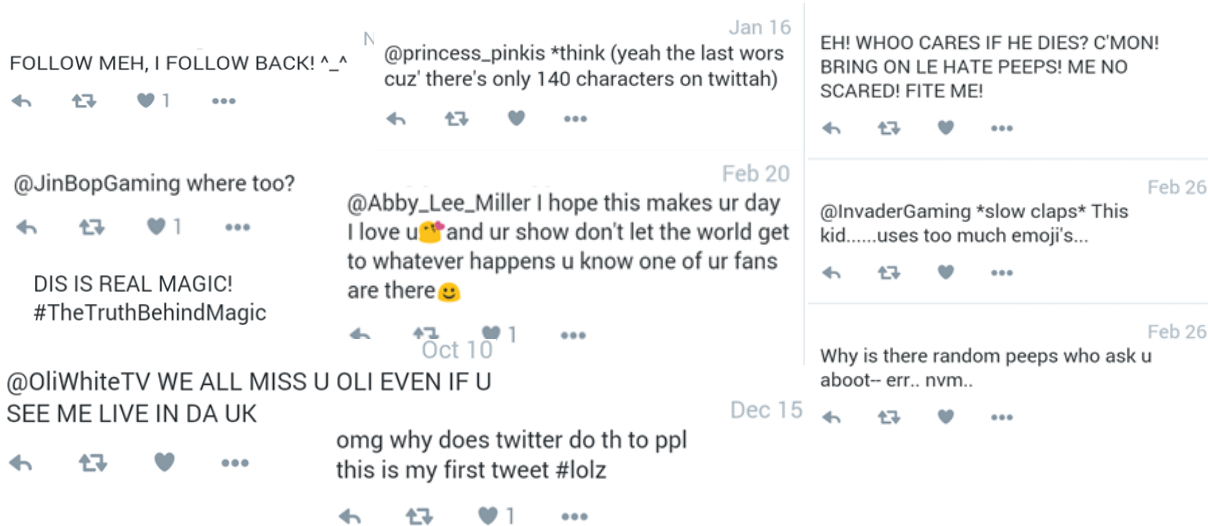 FOLLOW MEH, I FOLLOW BACK! ^_^
1
@JinBopGaming where too?
1
DIS IS REAL MAGIC!
#TheTruthBehindMagic
Jan 16
@princess_pinkis *think (yeah the last wors
cuz' there's only 140 characters on twittah)
Feb 20
@Abby_Lee_Miller I hope this makes ur day
I love u😘and ur show don't let the world get
to whatever happens u know one of ur fans
are there☺
1
Oct 10
@OliWhiteTV WE ALL MISS U OLI EVEN IF U
SEE ME LIVE IN DA UK
Dec 15
omg why does twitter do th to ppl
this is my first tweet #lolz
1
EH! WHOO CARES IF HE DIES? C'MON!
BRING ON LE HATE PEEPS! ME NO
SCARED! FITE ME!
Feb 26
@InvaderGaming *slow claps* This
kid......uses too much emoji's...
Feb 26
Why is there random peeps who ask u
aboot-- err.. nvm..